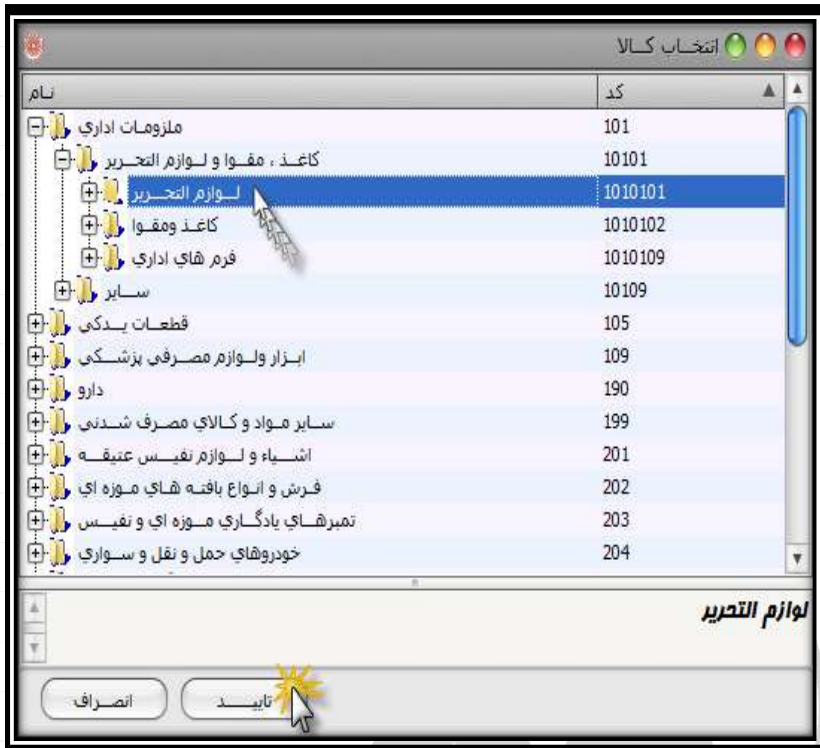 انتخاب کالا
نام کد
ملزومات اداري 101
کاغذ ، مقوا و لوازم التحرير 10101
لوازم التحرير 1010101
کاغذ ومقوا 1010102
فرم هاي اداري 1010109
ساير 10109
قطعات يدکي 105
ابزار ولوازم مصرفي پزشکي 109
دارو 190
ساير مواد و کالاي مصرف شدني 199
اشياء و لوازم نفيس عتيقه 201
فرش و انواع بافته هاي موزه اي 202
تمبرهاي يادگاري موزه اي و نفيس 203
خودروهاي حمل و نقل و سواري 204
لوازم التحرير
تاييد انصراف